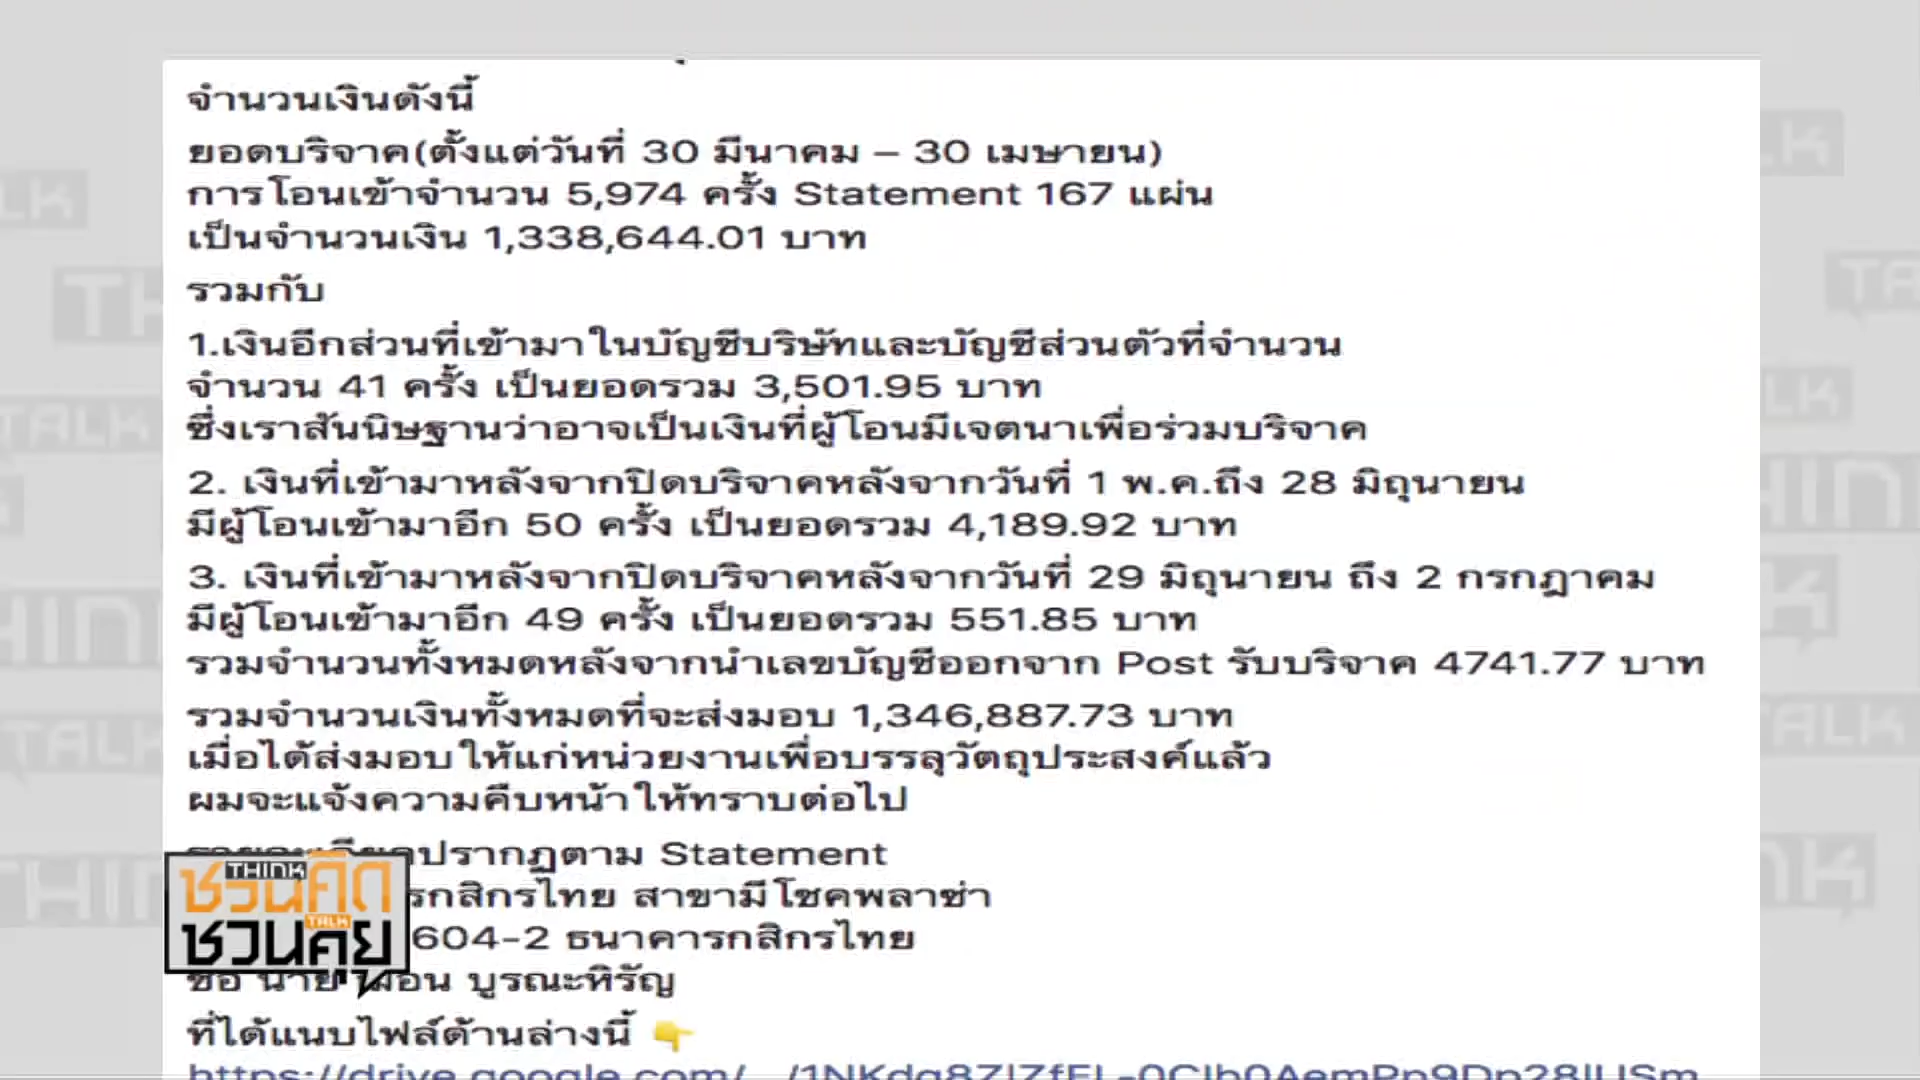 จำนวนเงินดังนี้
ยอดบริจาค(ตั้งแต่วันที่ 30 มีนาคม – 30 เมษายน)
การโอนเข้าจำนวน 5,974 ครั้ง Statement 167 แผ่น
เป็นจำนวนเงิน 1,338,644.01 บาท
รวมกับ
1.เงินอีกส่วนที่เข้ามาในบัญชีบริษัทและบัญชีส่วนตัวที่จำนวน
จำนวน 41 ครั้ง เป็นยอดรวม 3,501.95 บาท
ซึ่งเราสันนิษฐานว่าอาจเป็นเงินที่ผู้โอนมีเจตนาเพื่อร่วมบริจาค
2. เงินที่เข้ามาหลังจากปิดบริจาคหลังจากวันที่ 1 พ.ค.ถึง 28 มิถุนายน
มีผู้โอนเข้ามาอีก 50 ครั้ง เป็นยอดรวม 4,189.92 บาท
3. เงินที่เข้ามาหลังจากปิดบริจาคหลังจากวันที่ 29 มิถุนายน ถึง 2 กรกฎาคม
มีผู้โอนเข้ามาอีก 49 ครั้ง เป็นยอดรวม 551.85 บาท
รวมจำนวนทั้งหมดหลังจากนำเลขบัญชีออกจาก Post รับบริจาค 4741.77 บาท
รวมจำนวนเงินทั้งหมดที่จะส่งมอบ 1,346,887.73 บาท
เมื่อได้ส่งมอบให้แก่หน่วยงานเพื่อบรรลุวัตถุประสงค์แล้ว
ผมจะแจ้งความคืบหน้าให้ทราบต่อไป
ปรากฏตาม Statement
รกสิกรไทย สาขามีโชคพลาซ่า
604-2 ธนาคารกสิกรไทย
ชื่อ นาย บูรณะหิรัญ
ที่ได้แนบไฟล์ด้านล่างนี้ 👇
THINK
ชวนคิด
TALK
ชวนคุย